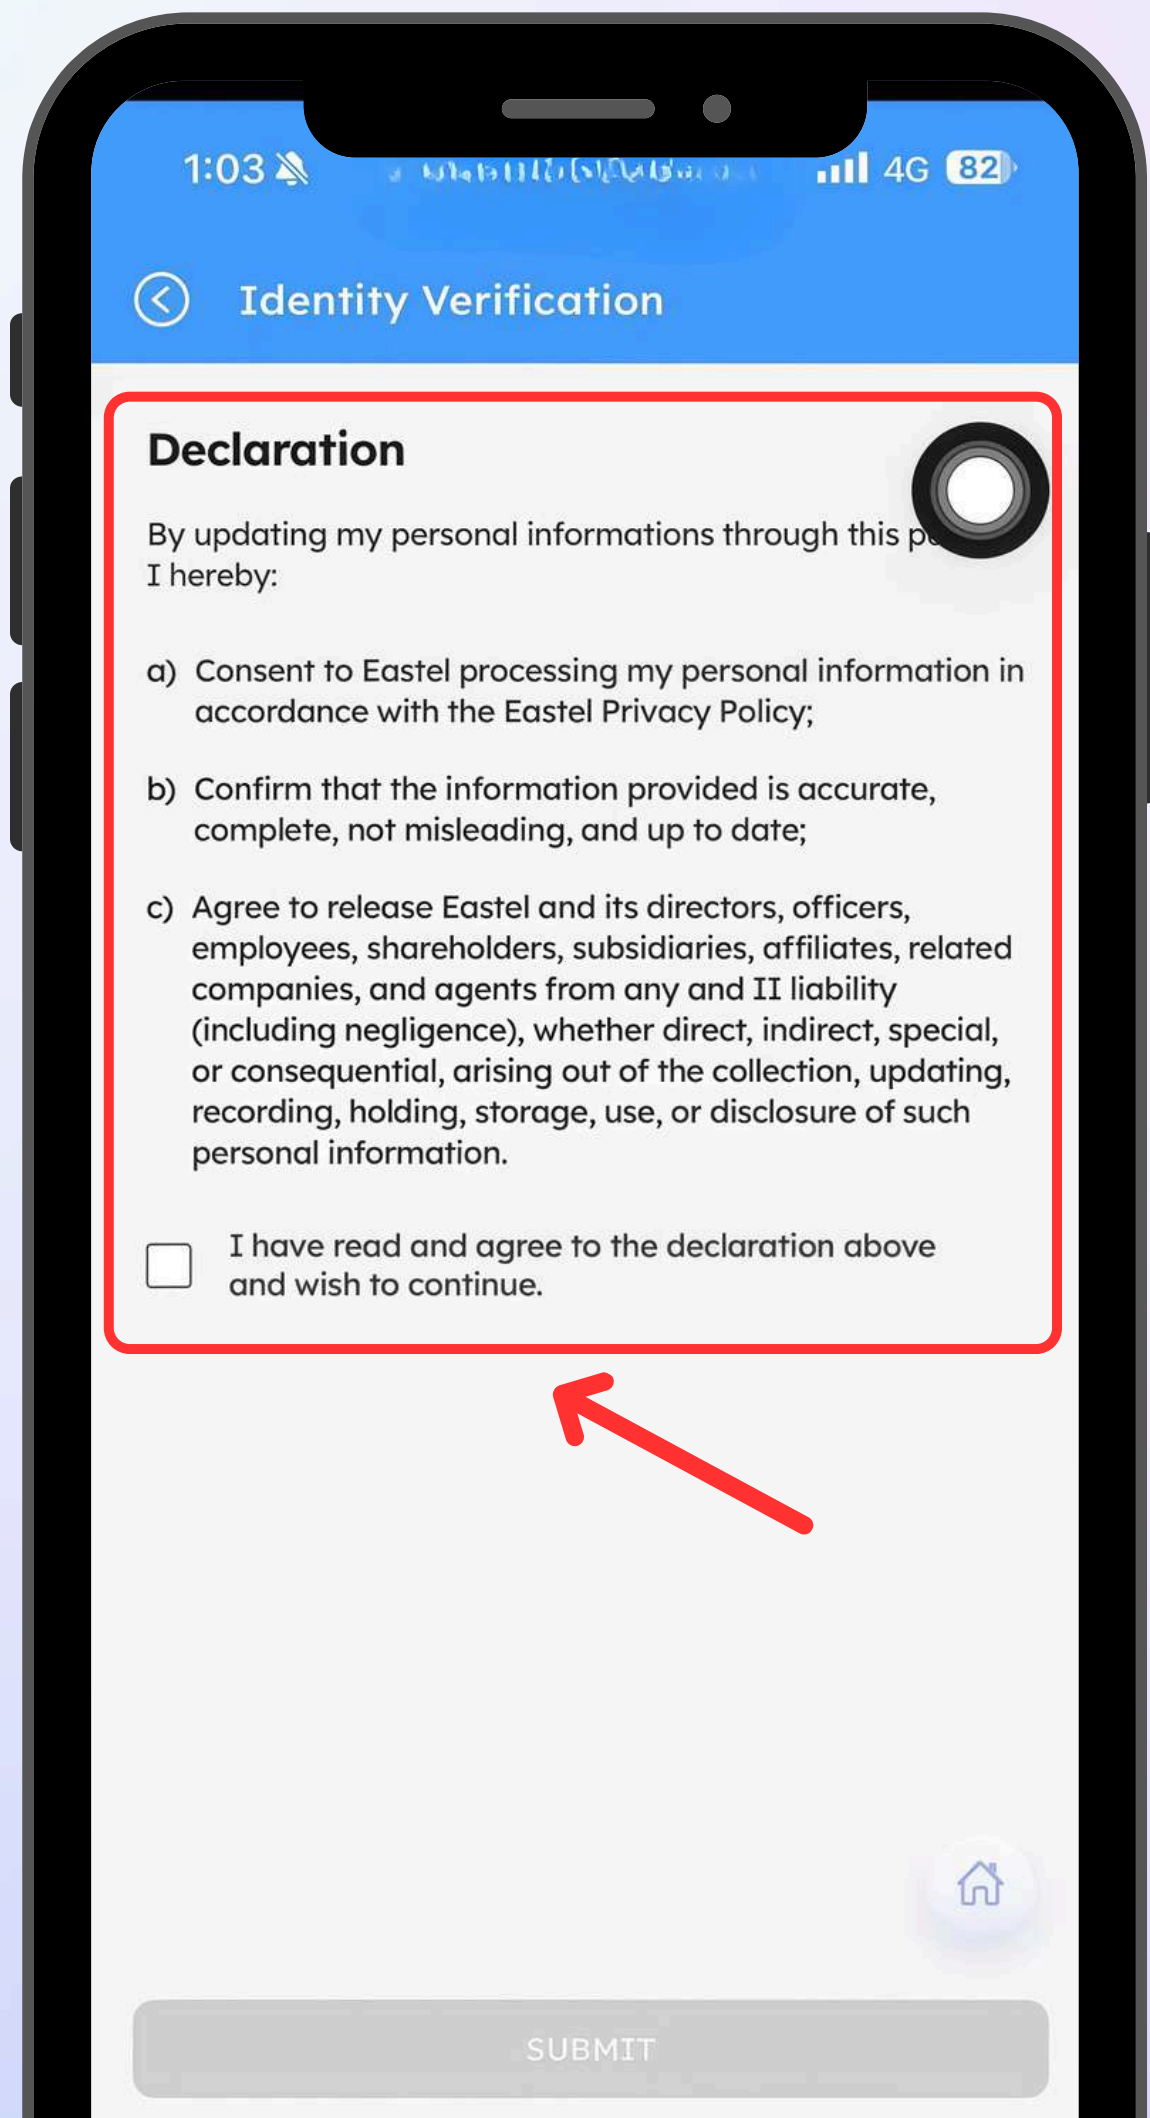 1:03
4G 82
Identity Verification
Declaration
By updating my personal informations through this
I hereby:
a) Consent to Eastel processing my personal information in
accordance with the Eastel Privacy Policy;
b) Confirm that the information provided is accurate,
complete, not misleading, and up to date;
c) Agree to release Eastel and its directors, officers,
employees, shareholders, subsidiaries, affiliates, related
companies, and agents from any and II liability
(including negligence), whether direct, indirect, special,
or consequential, arising out of the collection, updating,
recording, holding, storage, use, or disclosure of such
personal information.
I have read and agree to the declaration above
and wish to continue.
SUBMIT